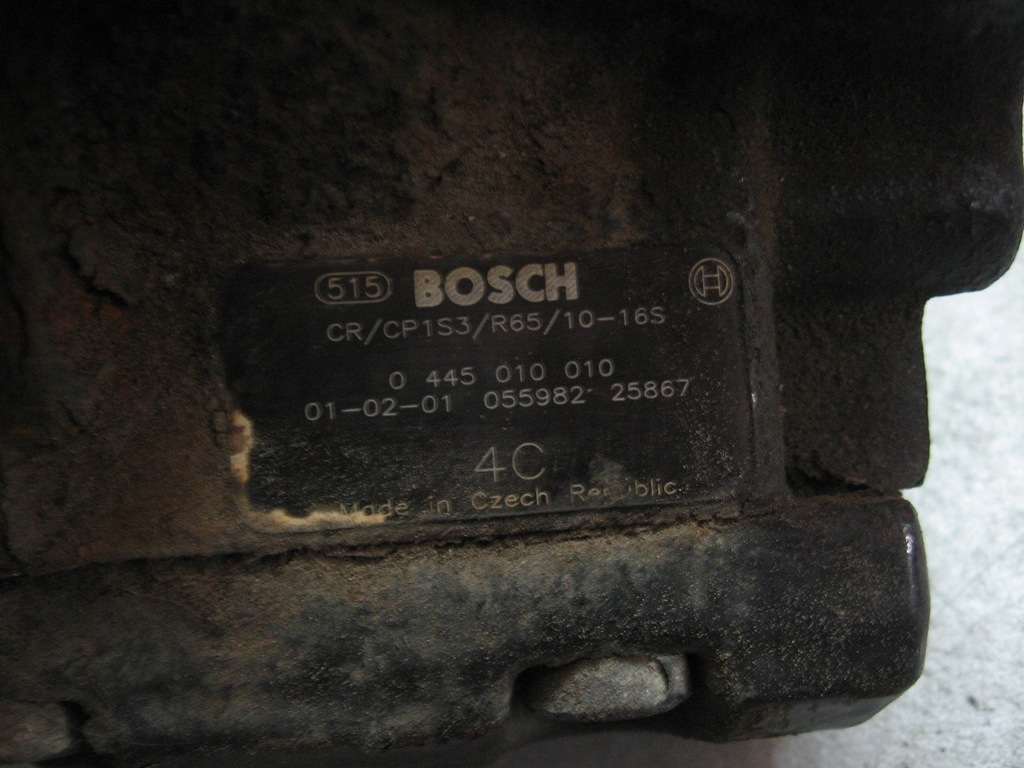 515 BOSCH
CR/CP1S3/R65/10-16S
0 445 010 010
01-02-01 055982 25867
4C
Made in Czech Republic